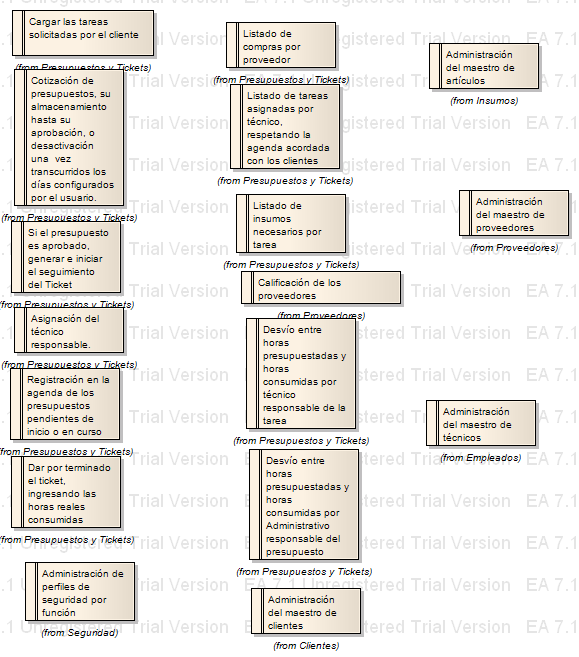 Cargar las tareas
solicitadas por el cliente
(from Presupuestos y Tickets)
Cotización de
presupuestos, su
almacenamiento
hasta su
aprobación, o
desactivación
una vez
transcurridos los
días configurados
por el usuario.
(from Presupuestos y Tickets)
Si el presupuesto
es aprobado,
generar e iniciar
el seguimiento
del Ticket
(from Presupuestos y Tickets)
Asignación del
técnico
responsable.
(from Presupuestos y Tickets)
Registración en la
agenda de los
presupuestos
pendientes de
inicio o en curso
(from Presupuestos y Tickets)
Dar por terminado
el ticket,
ingresando las
horas reales
consumidas
(from Presupuestos y Tickets)
Administración de
perfiles de
seguridad por
función
(from Seguridad)
Listado de
compras por
proveedor
(from Presupuestos y Tickets)
Listado de tareas
asignadas por
técnico,
respetando la
agenda acordada
con los clientes
(from Presupuestos y Tickets)
Listado de
insumos
necesarios por
tarea
(from Presupuestos y Tickets)
Calificación de los
proveedores
(from Proveedores)
Desvío entre
horas
presupuestadas y
horas
consumidas por
técnico
responsable de la
tarea
(from Presupuestos y Tickets)
Desvío entre
horas
presupuestadas y
horas
consumidas por
Administrativo
responsable del
presupuesto
(from Presupuestos y Tickets)
Administración
del maestro de
clientes
(from Clientes)
Administración
del maestro de
artículos
(from Insumos)
Administración
del maestro de
proveedores
(from Proveedores)
Administración
del maestro de
técnicos
(from Empleados)
EA 7.1 Unregistered Trial Version